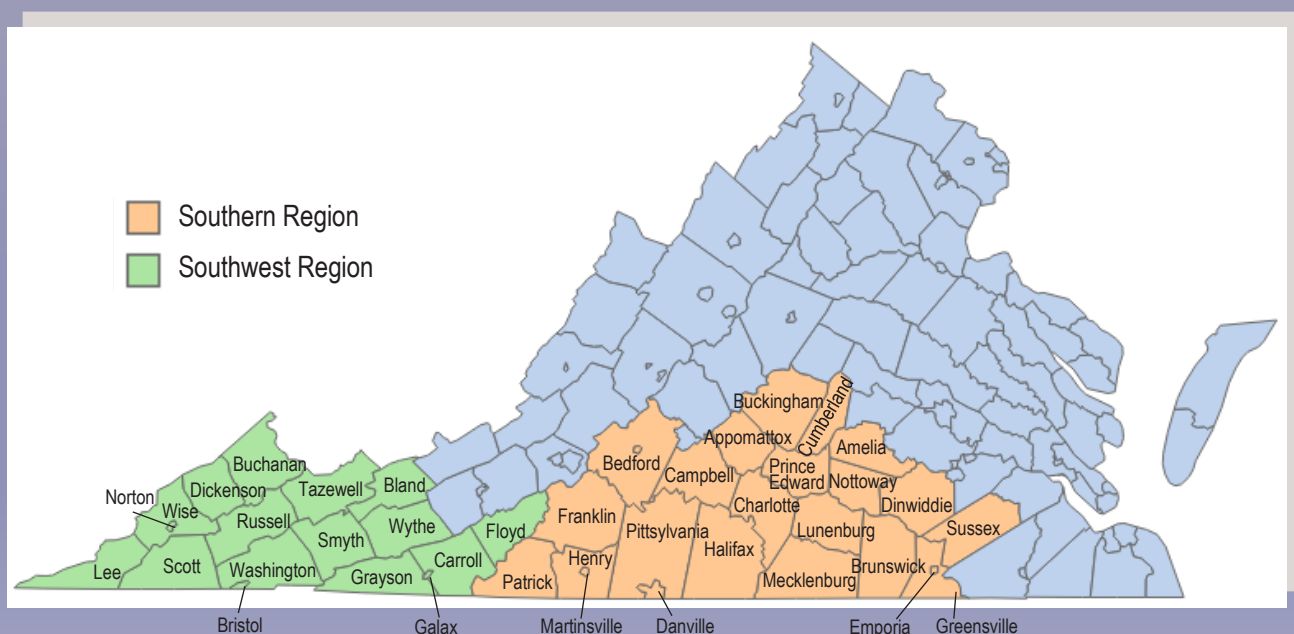 Southern Region
Southwest Region
Buckingham
Cumberland
Appomattox
Amelia
Bedford
Campbell
Prince
Edward
Nottoway
Buchanan
Dickenson
Tazewell
Bland
Norton
Wise
Russell
Smyth
Wythe
Floyd
Franklin
Pittsylvania
Charlotte
Dinwiddie
Sussex
Lunenburg
Halifax
Lee
Scott
Washington
Grayson
Carroll
Patrick
Henry
Mecklenburg
Brunswick
Bristol
Galax
Martinsville
Danville
Emporia
Greensville